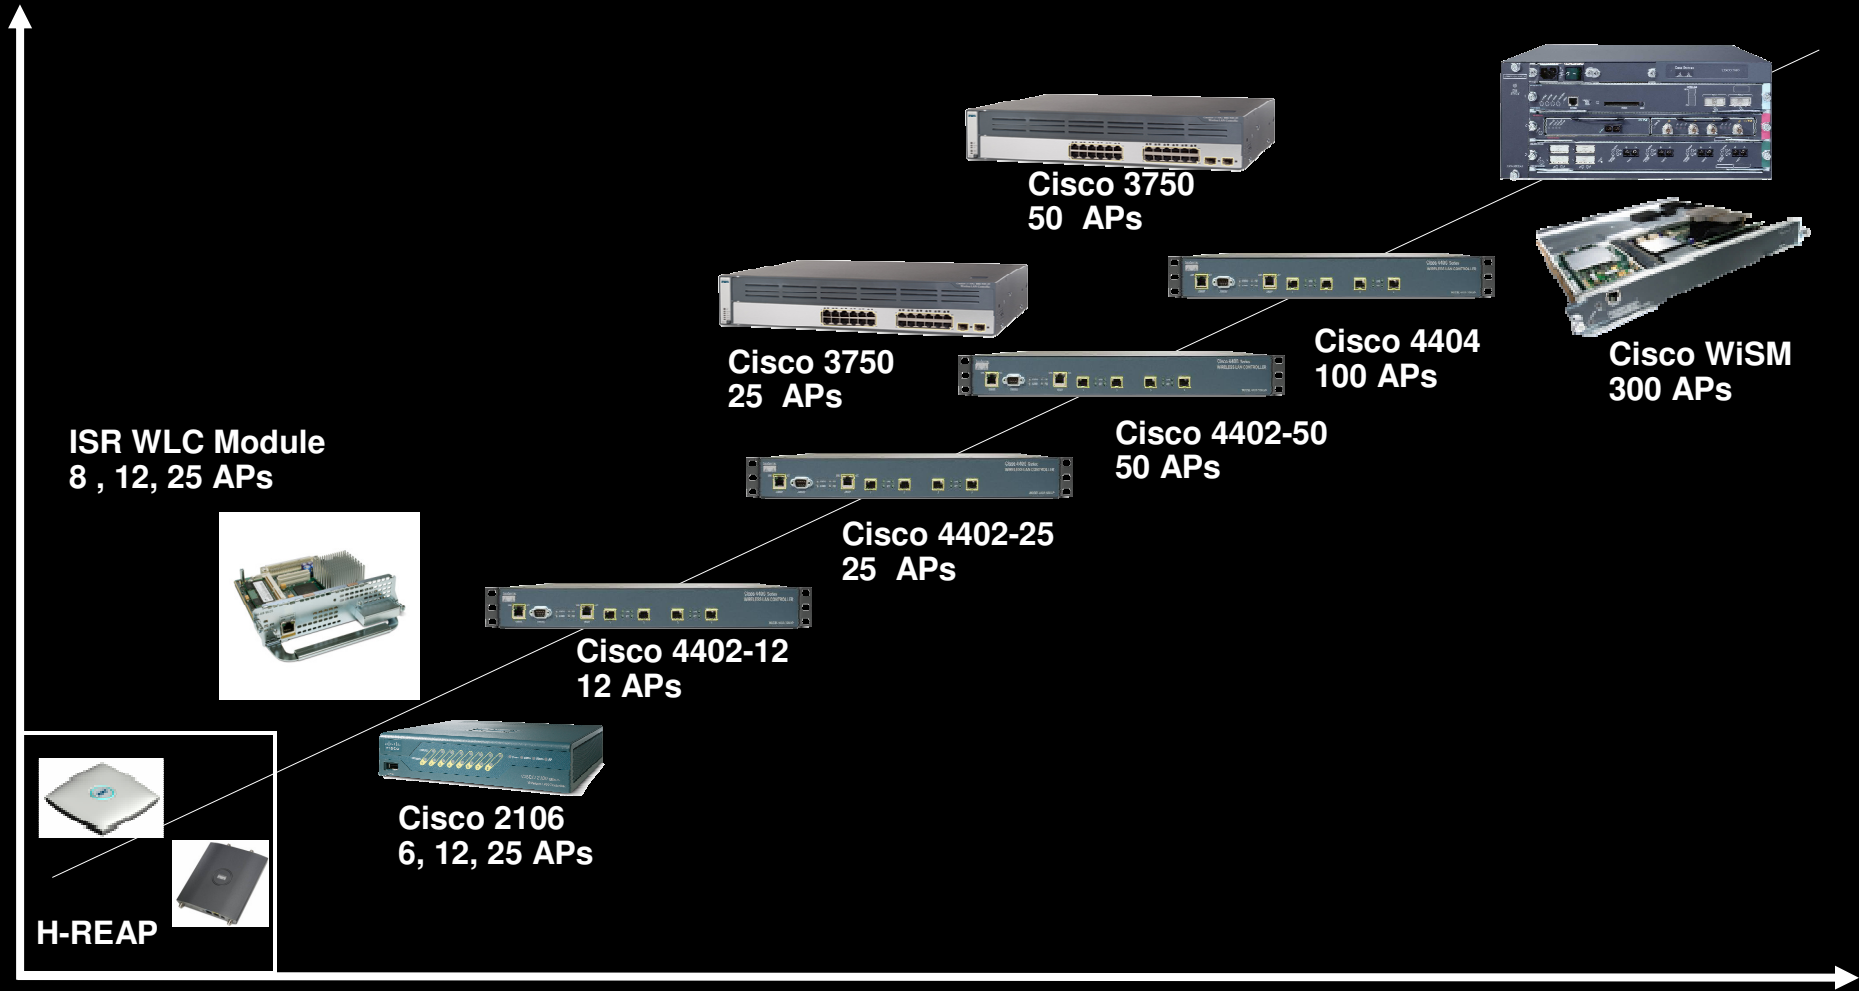 Cisco 3750
50 APs
Cisco 3750
25 APs
Cisco 4404
100 APs
Cisco WiSM
300 APs
ISR WLC Module
8 , 12, 25 APs
Cisco 4402-50
50 APs
Cisco 4402-25
25 APs
Cisco 4402-12
12 APs
Cisco 2106
6, 12, 25 APs
H-REAP